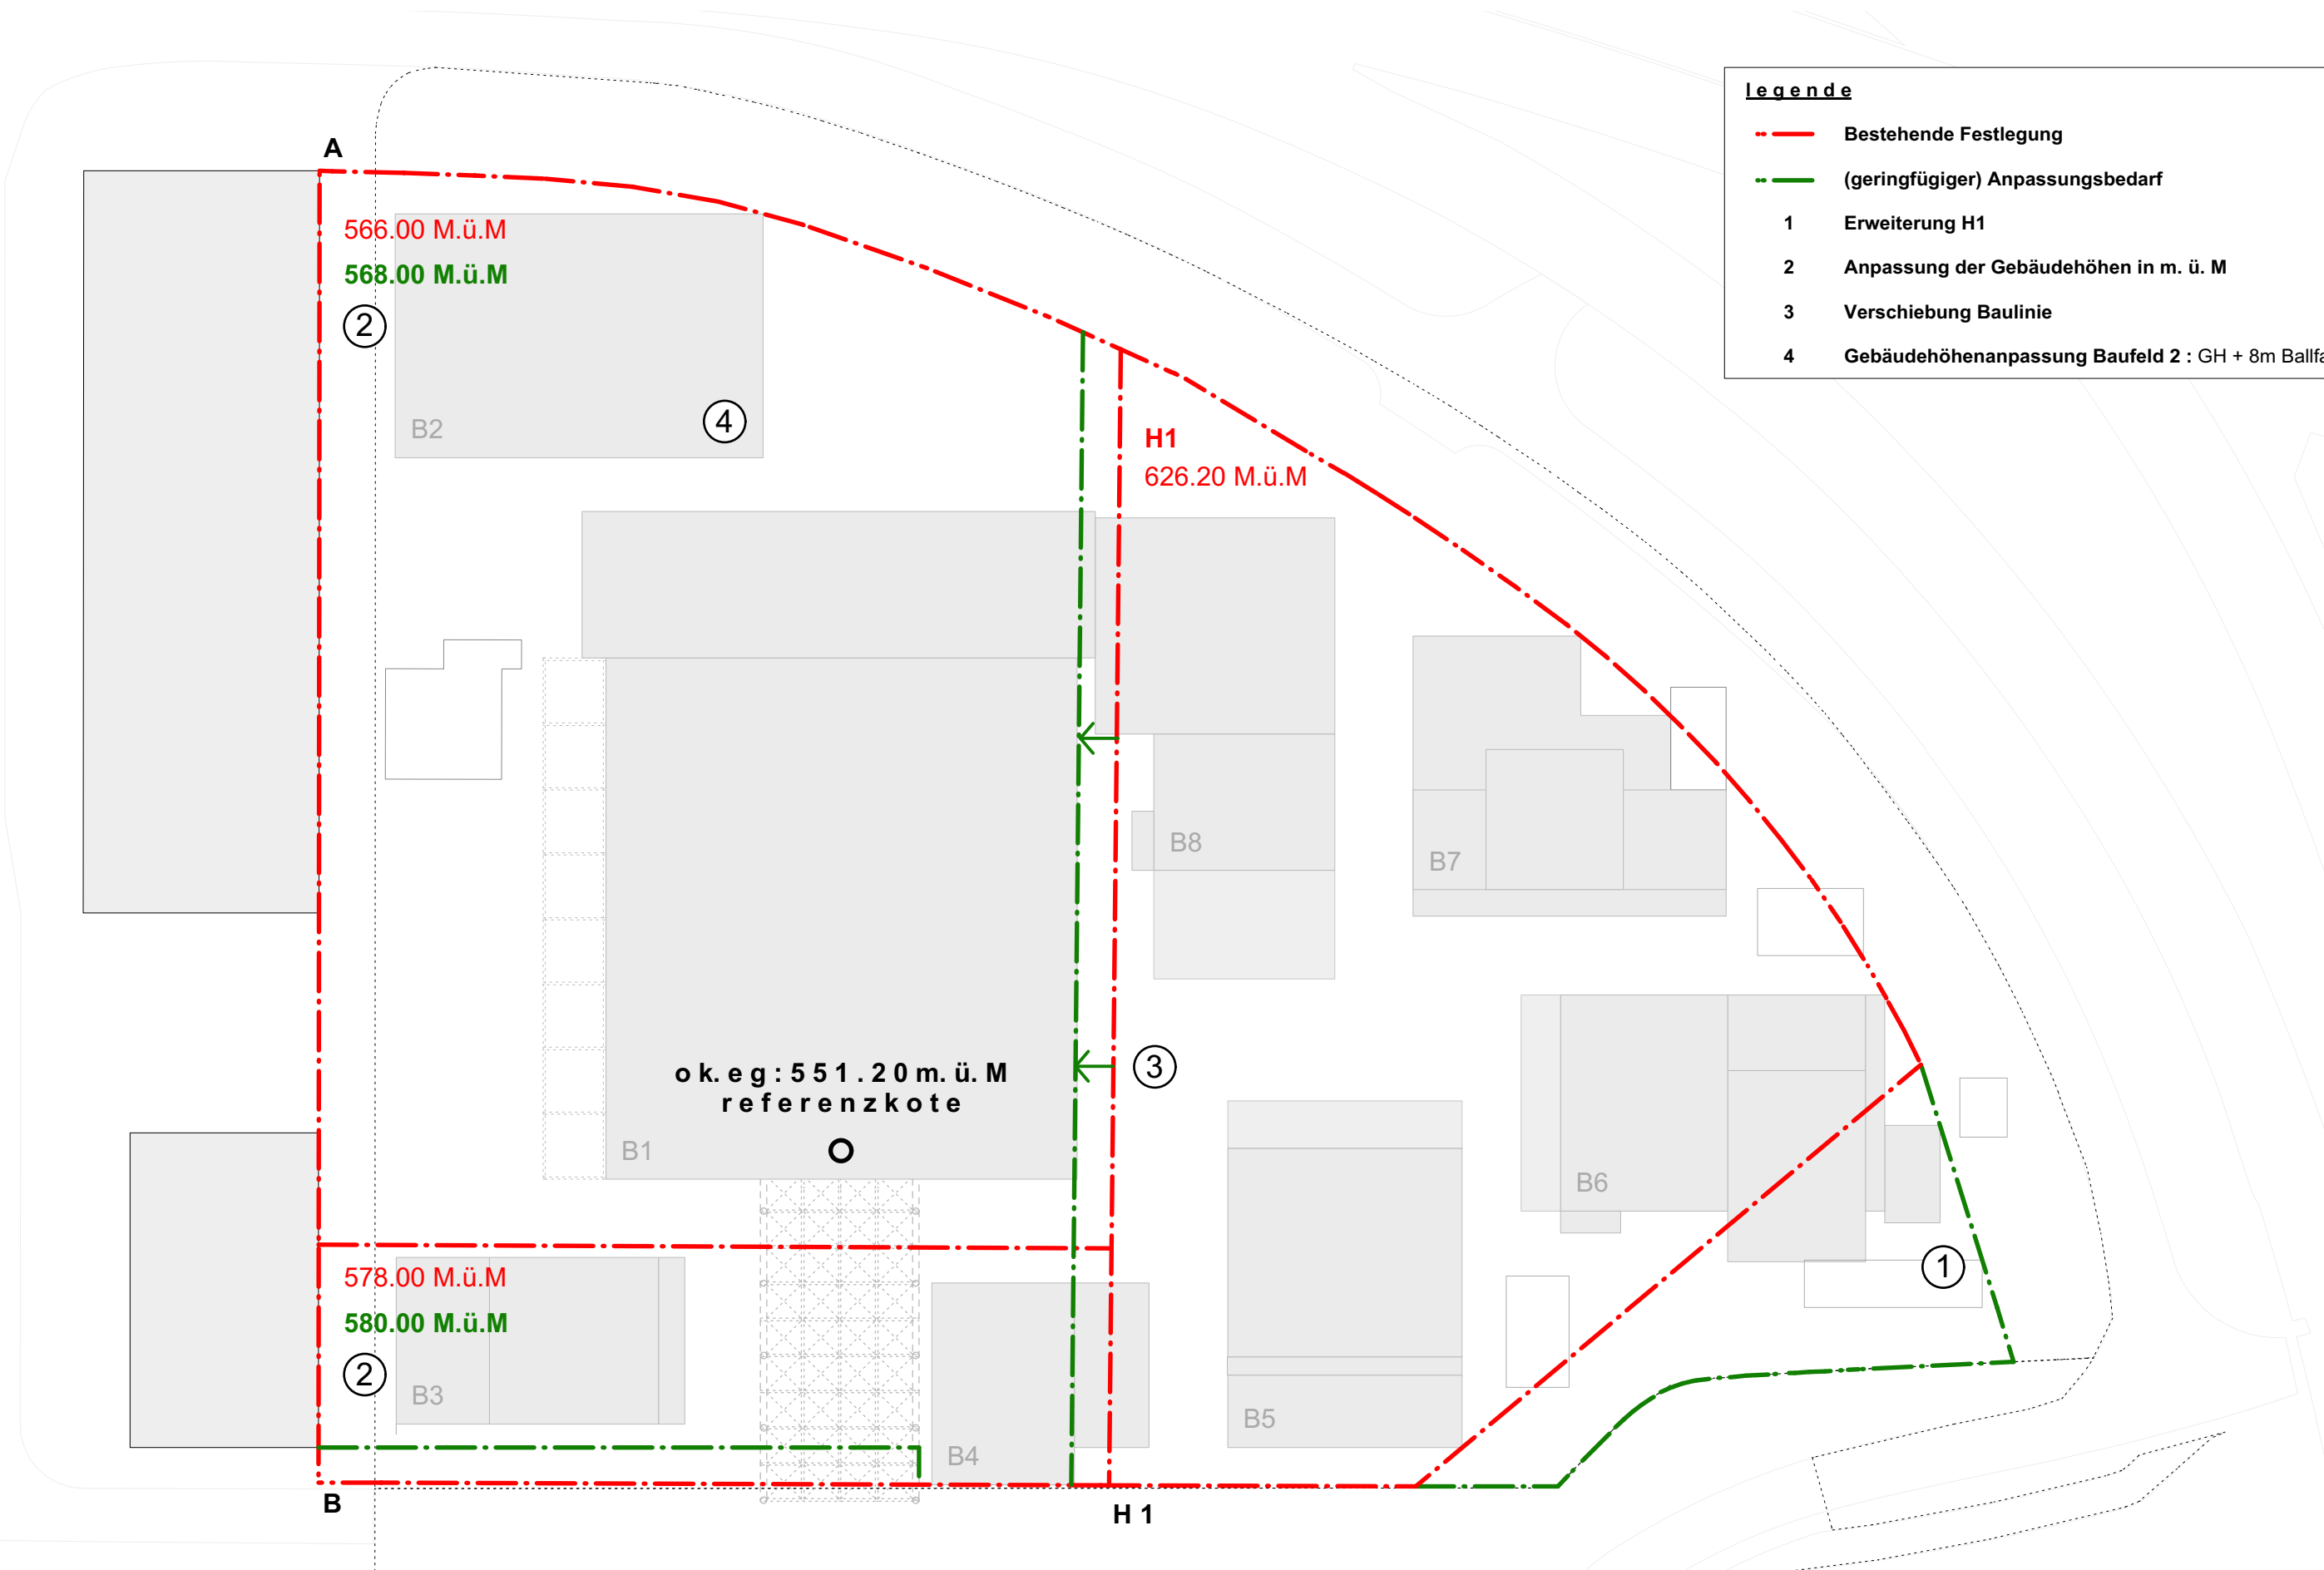 legende
Bestehende Festlegung
(geringfügiger) Anpassungsbedarf
1 Erweiterung H1
2 Anpassung der Gebäudehöhen in m. ü. M
3 Verschiebung Baulinie
4 Gebäudehöhenanpassung Baufeld 2 : GH + 8m
A
566.00 M.ü.M
568.00 M.ü.M
2
B2
4
H1
626.20 M.ü.M
B8
B7
ok.eg:551.20m.ü.M
referenzkote
3
B1
B6
1
578.00 M.ü.M
580.00 M.ü.M
2
B3
B5
B4
B
H 1